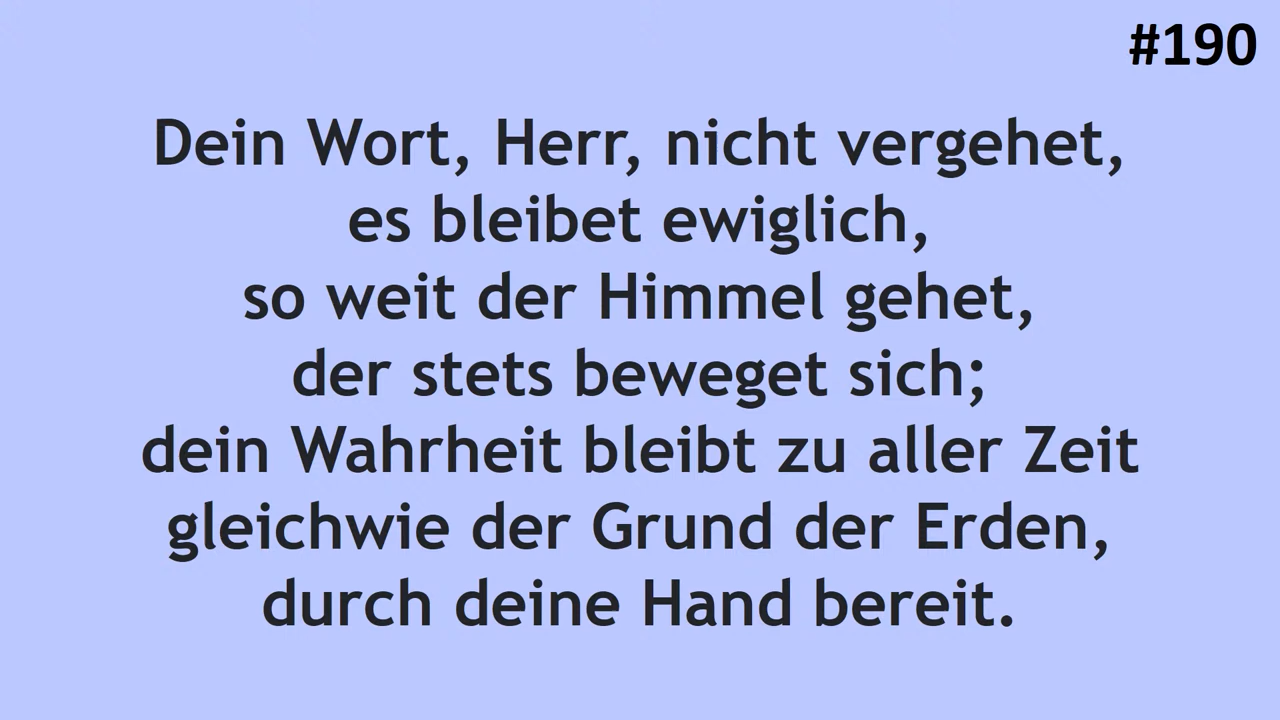 #190
Dein Wort, Herr, nicht vergehet,
es bleibet ewiglich,
so weit der Himmel gehet,
der stets beweget sich;
dein Wahrheit bleibt zu aller Zeit
gleichwie der Grund der Erden,
durch deine Hand bereit.